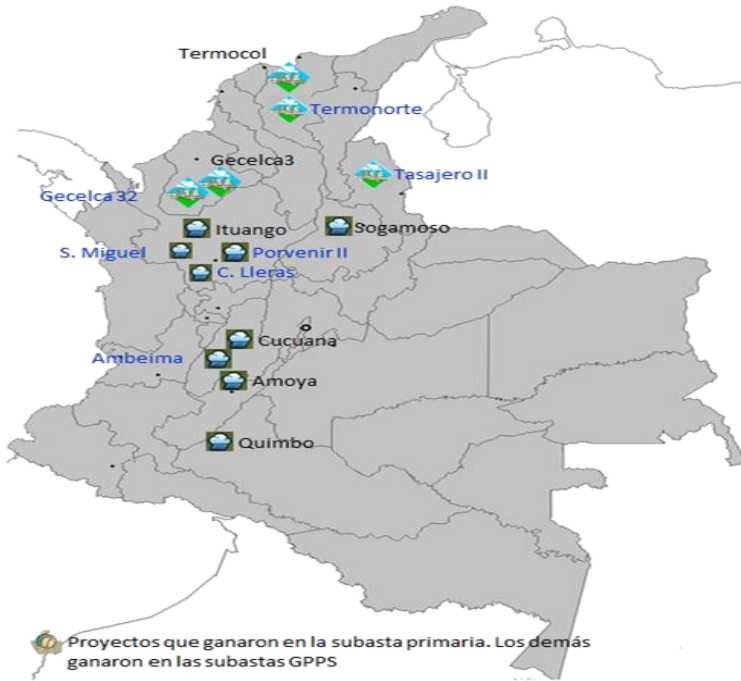 Termocol
Termonorte
Gecelca3
Tasajero II
Gecelca 32
Ituango
Sogamoso
S. Miguel
Porvenir II
C. Lleras
Cucuana
Ambeima
Amoya
Quimbo
Proyectos que ganaron en la subasta primaria. Los demás
ganaron en las subastas GPPS